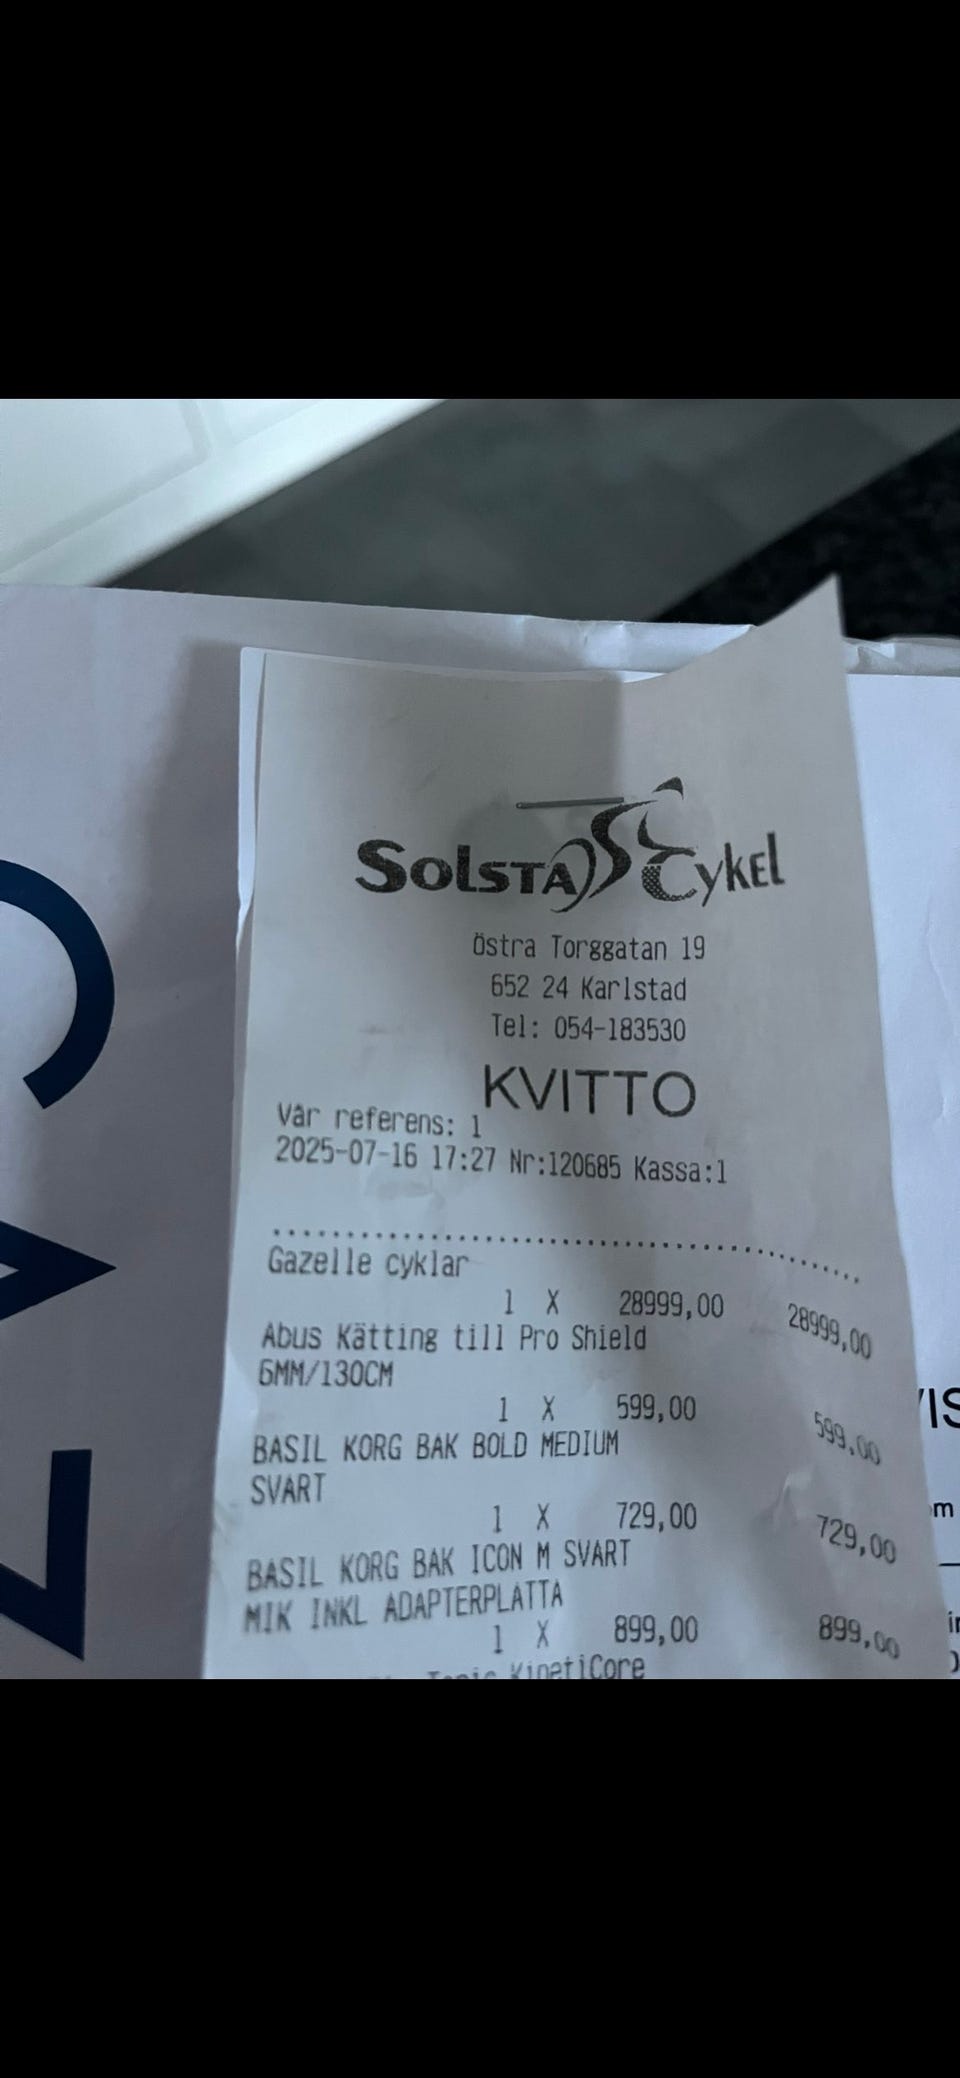 SOLSTA CYKEL
Östra Torggatan 19
652 24 Karlstad
Tel: 054-183530
KVITTO
Vår referens: 1
2025-07-16 17:27 Nr:120685 Kassa:1
Gazelle cyklar
1 X 28999,00 28999,00
Abus Kätting till Pro Shield
6MM/130CM
1 X 599,00 599,00
BASIL KORG BAK BOLD MEDIUM
SVART
1 X 729,00 729,00
BASIL KORG BAK ICON M SVART
MIK INKL ADAPTERPLATTA
1 X 899,00 899,00
KinetiCore